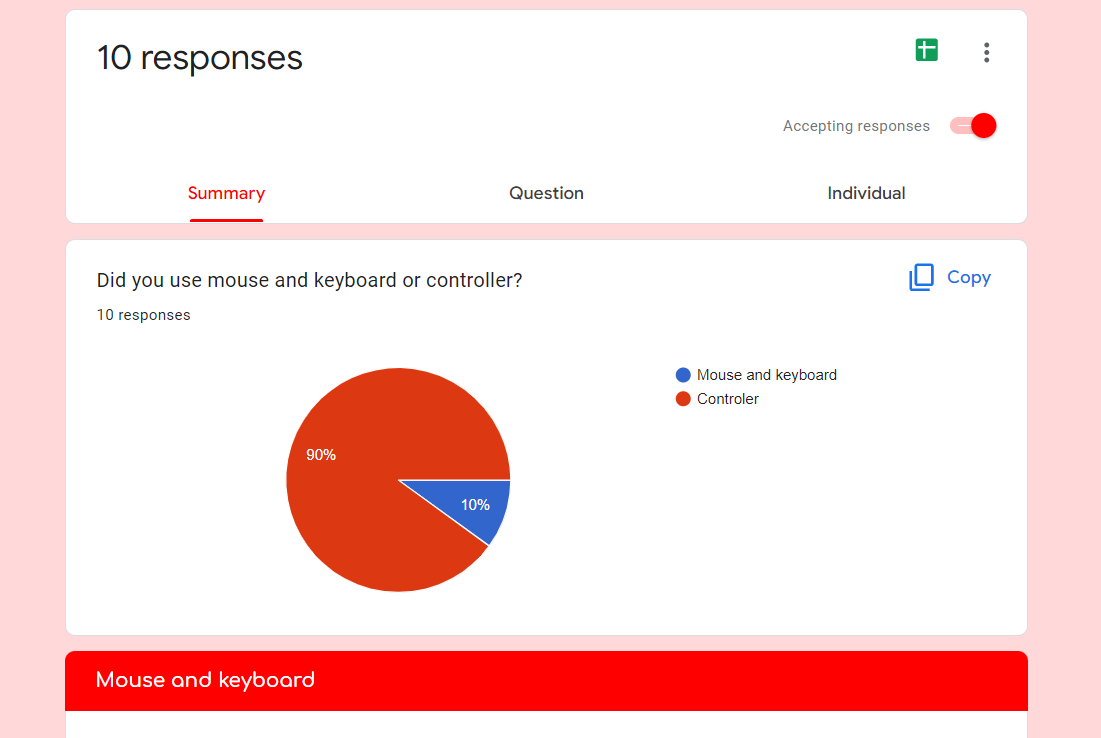 10 responses
Accepting responses
Summary Question Individual
Did you use mouse and keyboard or controller?
Copy
10 responses
Mouse and keyboard
Controler
90%
10%
Mouse and keyboard